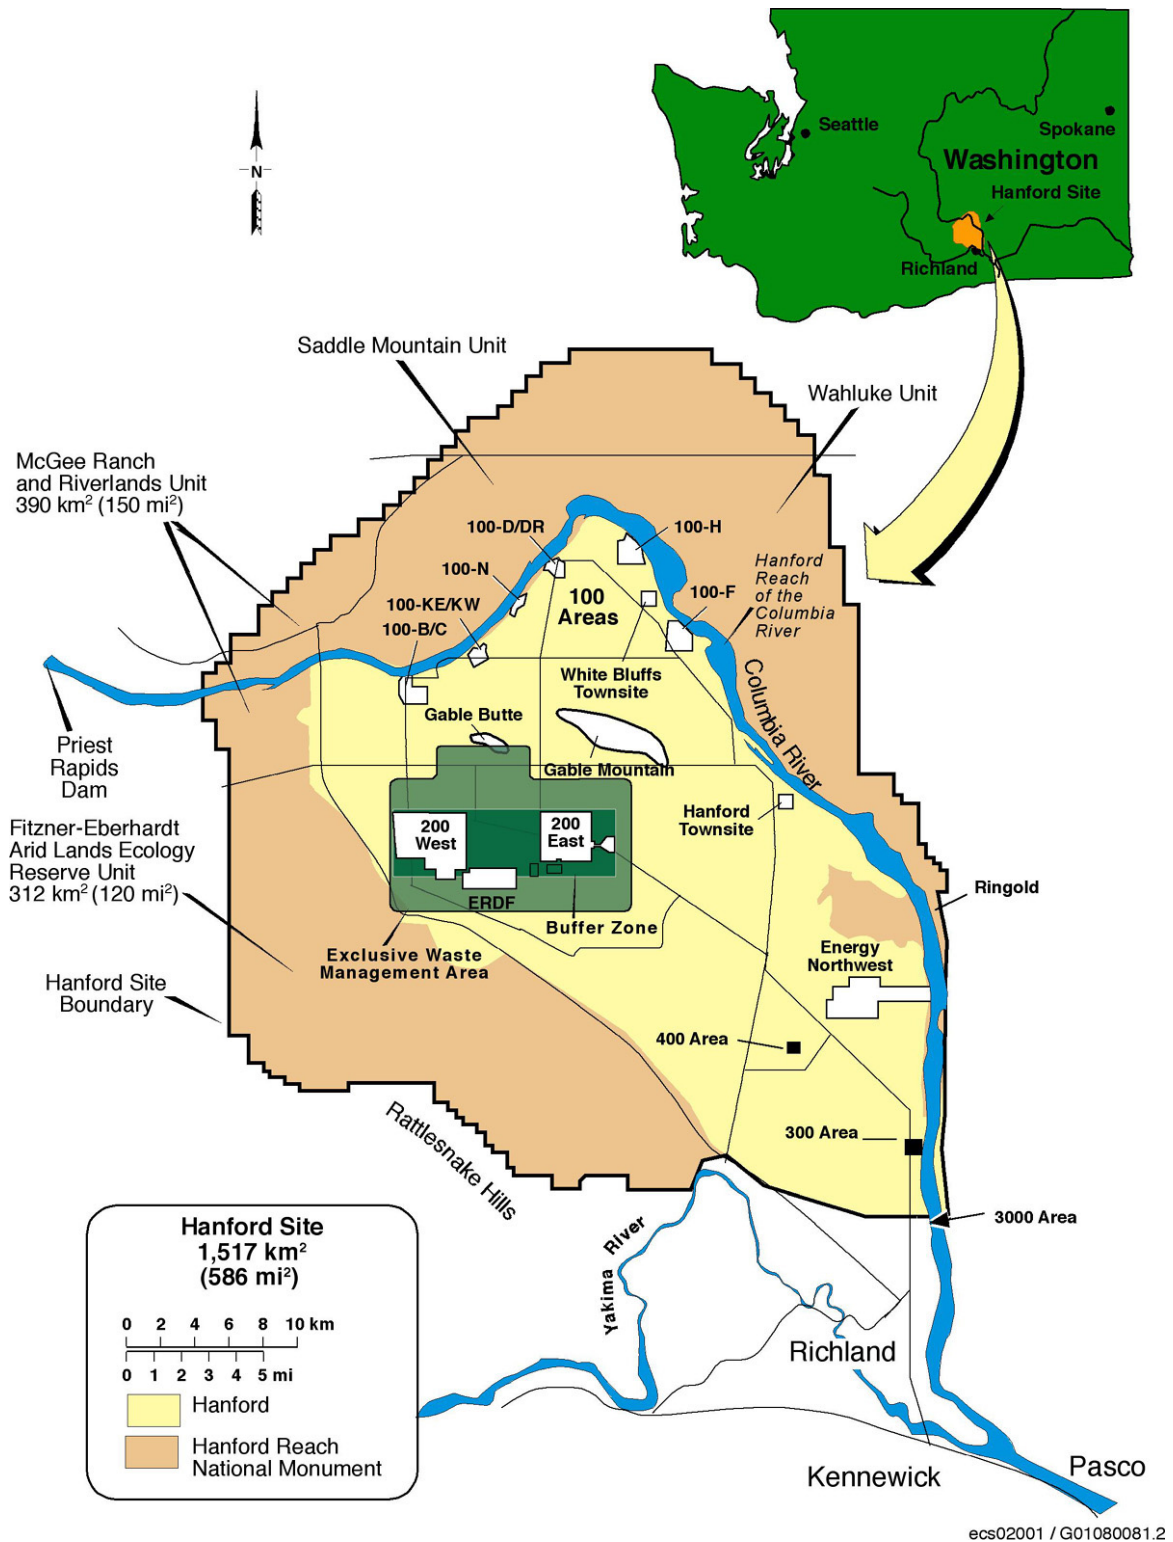 Seattle
Spokane
Washington
Hanford Site
Richland
N
Saddle Mountain Unit
Wahluke Unit
McGee Ranch
and Riverlands Unit
390 km² (150 mi²)
100-D/DR
100-H
100-N
100-KE/KW
100-B/C
100
Areas
100-F
Hanford
Reach
of the
Columbia
River
White Bluffs
Townsite
Columbia River
Gable Butte
Gable Mountain
Priest
Rapids
Dam
Hanford
Townsite
Fitzner-Eberhardt
Arid Lands Ecology
Reserve Unit
312 km² (120 mi²)
200
West
200
East
ERDF
Buffer Zone
Exclusive Waste
Management Area
Ringold
Energy
Northwest
Hanford Site
Boundary
400 Area
300 Area
Rattlesnake Hills
3000 Area
Yakima River
Richland
Kennewick
Pasco
Hanford Site
1,517 km²
(586 mi²)
0 2 4 6 8 10 km
0 1 2 3 4 5 mi
Hanford
Hanford Reach
National Monument
ecs02001 / G01080081.2